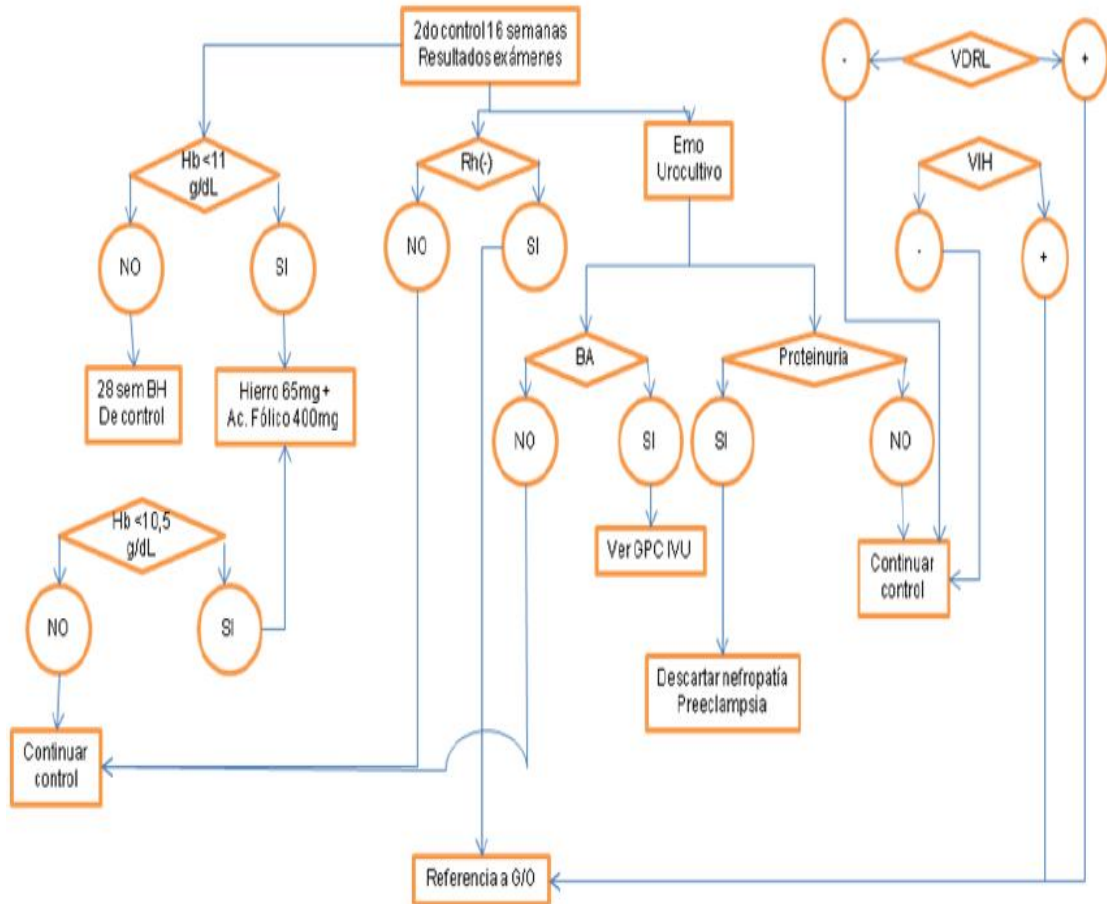 2do control 16 semanas
Resultados exámenes
-
VDRL
+
Hb <11
g/dL
Rh(-)
Emo
Urocultivo
VIH
NO
SI
NO
SI
-
+
28 sem BH
De control
Hierro 65mg +
Ac. Fólico 400mg
BA
Proteinuria
NO
SI
SI
NO
Hb <10,5
g/dL
Ver GPC IVU
Continuar
control
NO
SI
Descartar nefropatía
Preeclampsia
Continuar
control
Referencia a G/O